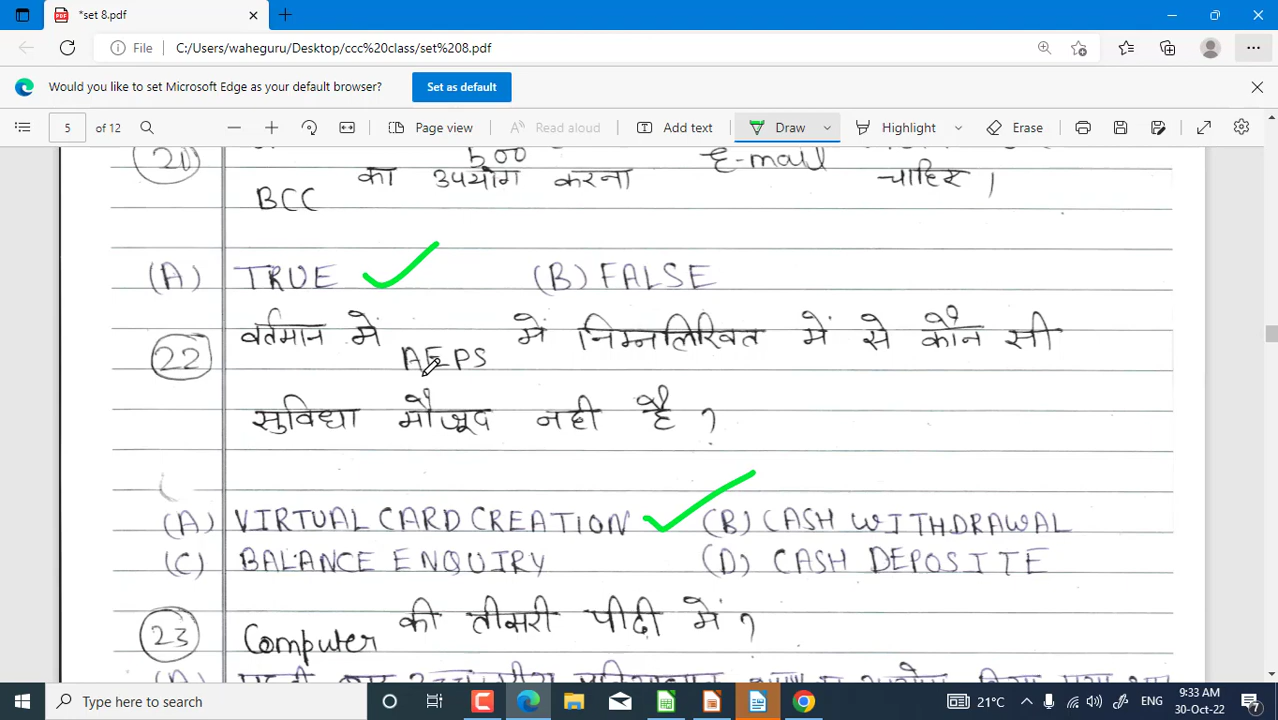 *set 8.pdf
File C:/Users/waheguru/Desktop/ccc%20class/set%208.pdf
Would you like to set Microsoft Edge as your default browser? Set as default
5 of 12 Page view Read aloud Add text Draw Highlight Erase
(21) 500 E-mail
BCC का उपयोग करना चाहिए।
(A) TRUE (B) FALSE
(22) वर्तमान में AEPS में निम्नलिखित में से कौन सी
सुविधा मौजूद नही है ?
(A) VIRTUAL CARD CREATION (B) CASH WITHDRAWAL
(C) BALANCE ENQUIRY (D) CASH DEPOSITE
(23) Computer की तीसरी पीढी में ?
Type here to search 21°C ENG 9:33 AM
30-Oct-22 7